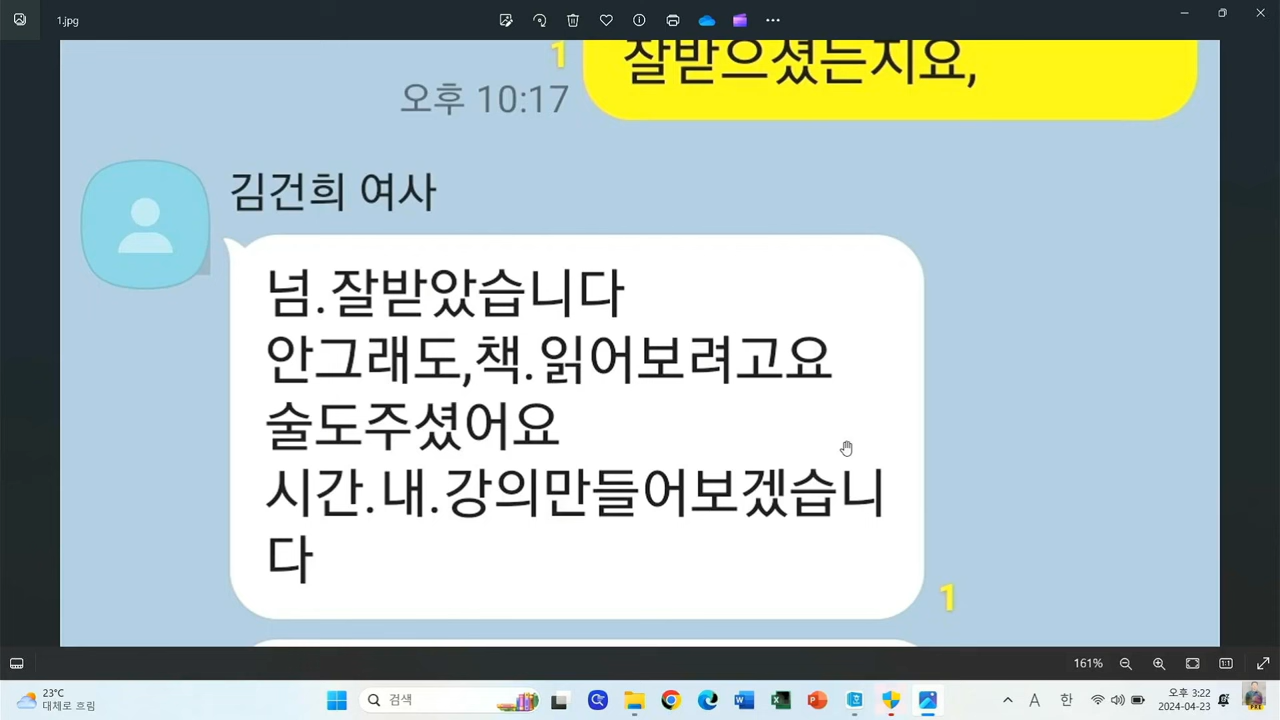 1.jpg
잘받으셨는지요,
1
오후 10:17
김건희 여사
넘.잘받았습니다
안그래도,책.읽어보려고요
술도주셨어요
시간.내.강의만들어보겠습니
다
1
161%
23°C
대체로 흐림
검색
A
한
오후 3:22
2024-04-23